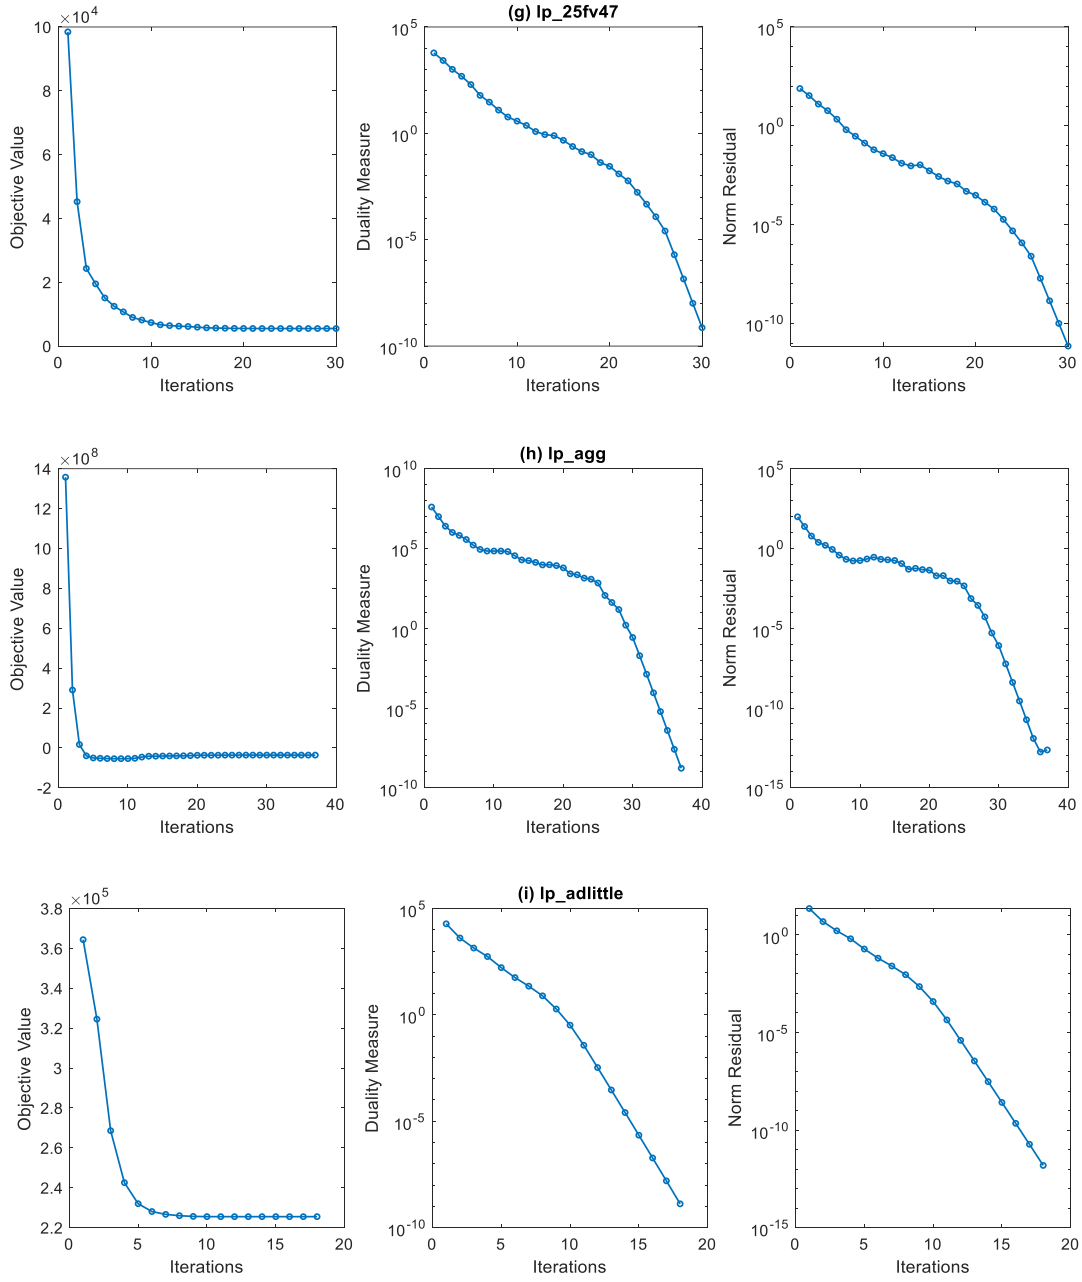 (g) lp_25fv47
×10^4
10
8
6
4
2
0
Objective Value
0 10 20 30
Iterations
10^5
10^0
10^-5
10^-10
Duality Measure
0 10 20 30
Iterations
10^5
10^0
10^-5
10^-10
Norm Residual
0 10 20 30
Iterations
(h) lp_agg
×10^8
14
12
10
8
6
4
2
0
-2
Objective Value
0 10 20 30 40
Iterations
10^10
10^5
10^0
10^-5
10^-10
Duality Measure
0 10 20 30 40
Iterations
10^5
10^0
10^-5
10^-10
10^-15
Norm Residual
0 10 20 30 40
Iterations
(i) lp_adlittle
×10^5
3.8
3.6
3.4
3.2
3
2.8
2.6
2.4
2.2
Objective Value
0 5 10 15 20
Iterations
10^5
10^0
10^-5
10^-10
Duality Measure
0 5 10 15 20
Iterations
10^0
10^-5
10^-10
10^-15
Norm Residual
0 5 10 15 20
Iterations